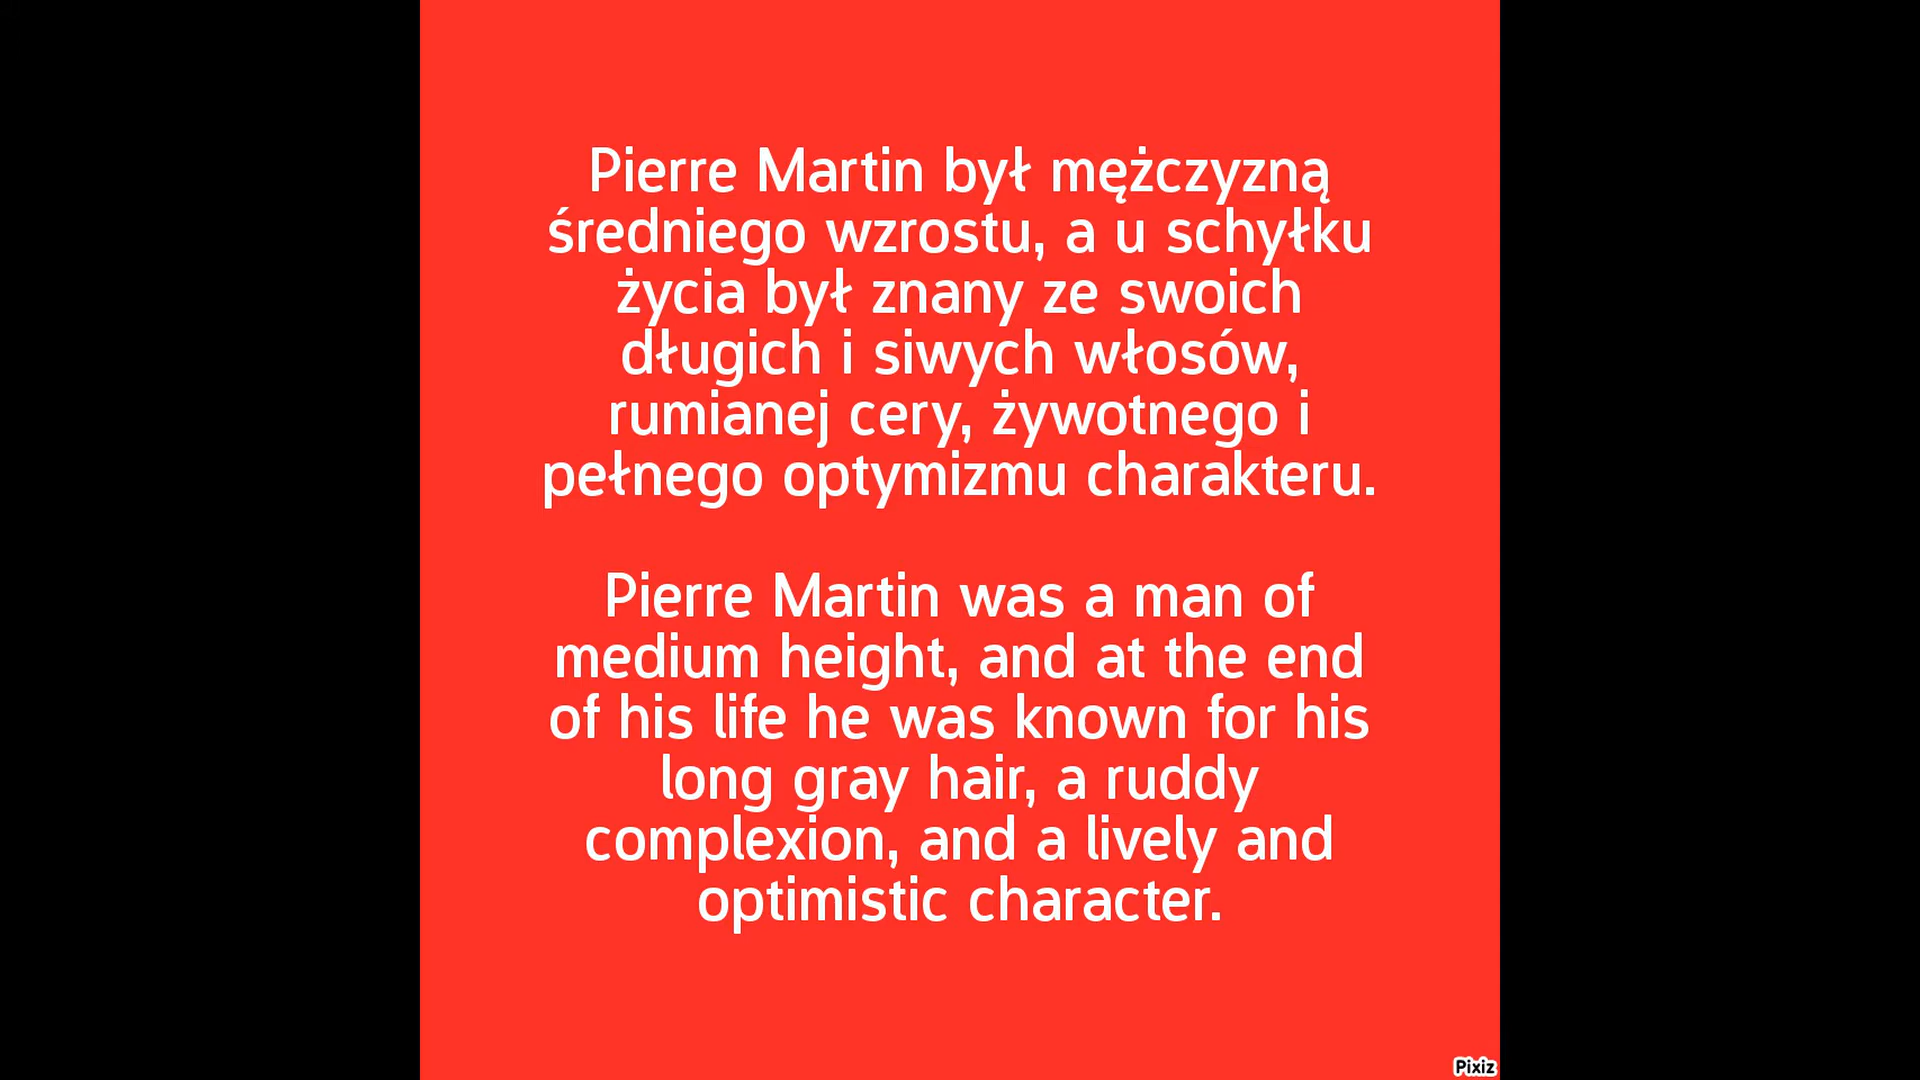 Pierre Martin był mężczyzną
średniego wzrostu, a u schyłku
życia był znany ze swoich
długich i siwych włosów,
rumianej cery, żywotnego i
pełnego optymizmu charakteru.
Pierre Martin was a man of
medium height, and at the end
of his life he was known for his
long gray hair, a ruddy
complexion, and a lively and
optimistic character.
Pixiz